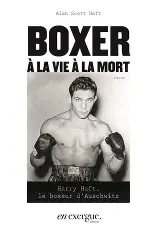 Alan Scott Haft
BOXER
À LA VIE À LA MORT
Harry Haft,
le boxeur d'Auschwitz
en exergue.